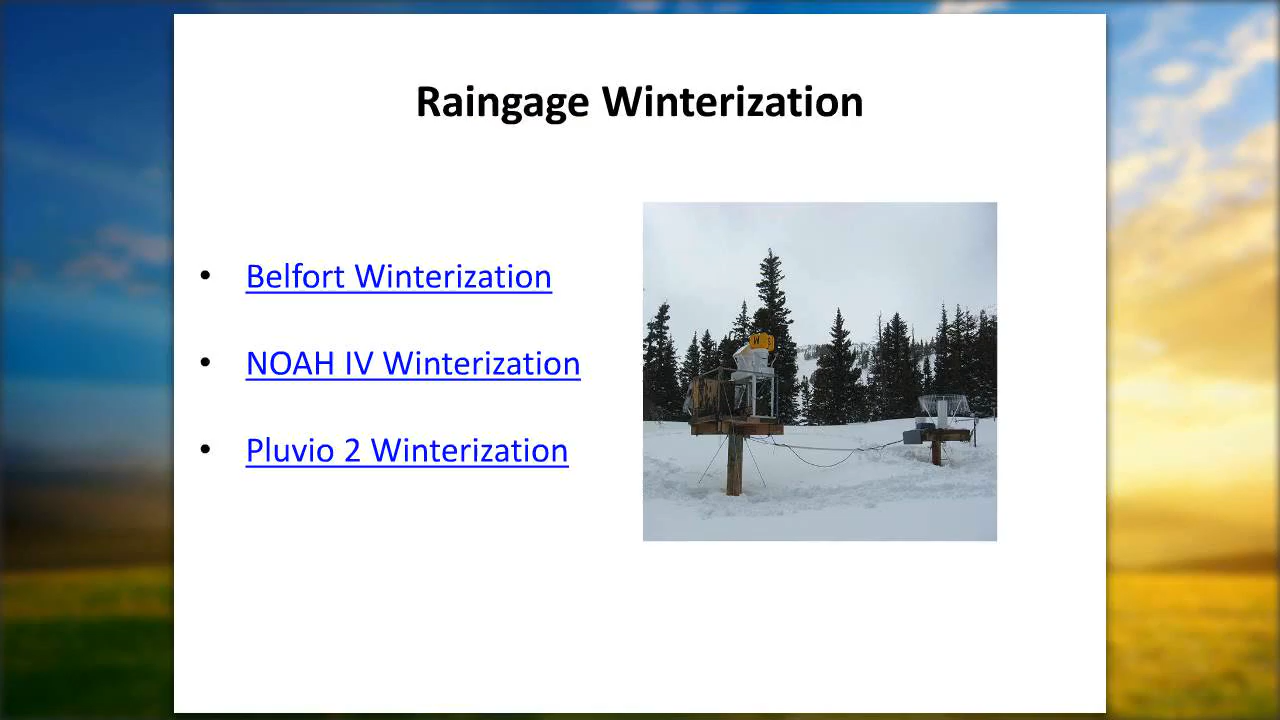 Raingage Winterization
• Belfort Winterization
• NOAH IV Winterization
• Pluvio 2 Winterization
W S